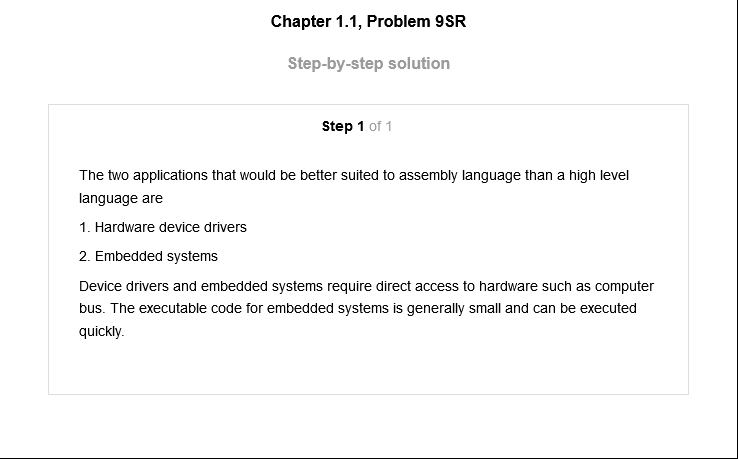 Chapter 1.1, Problem 9SR
Step-by-step solution
Step 1 of 1
The two applications that would be better suited to assembly language than a high level
language are
1. Hardware device drivers
2. Embedded systems
Device drivers and embedded systems require direct access to hardware such as computer
bus. The executable code for embedded systems is generally small and can be executed
quickly.